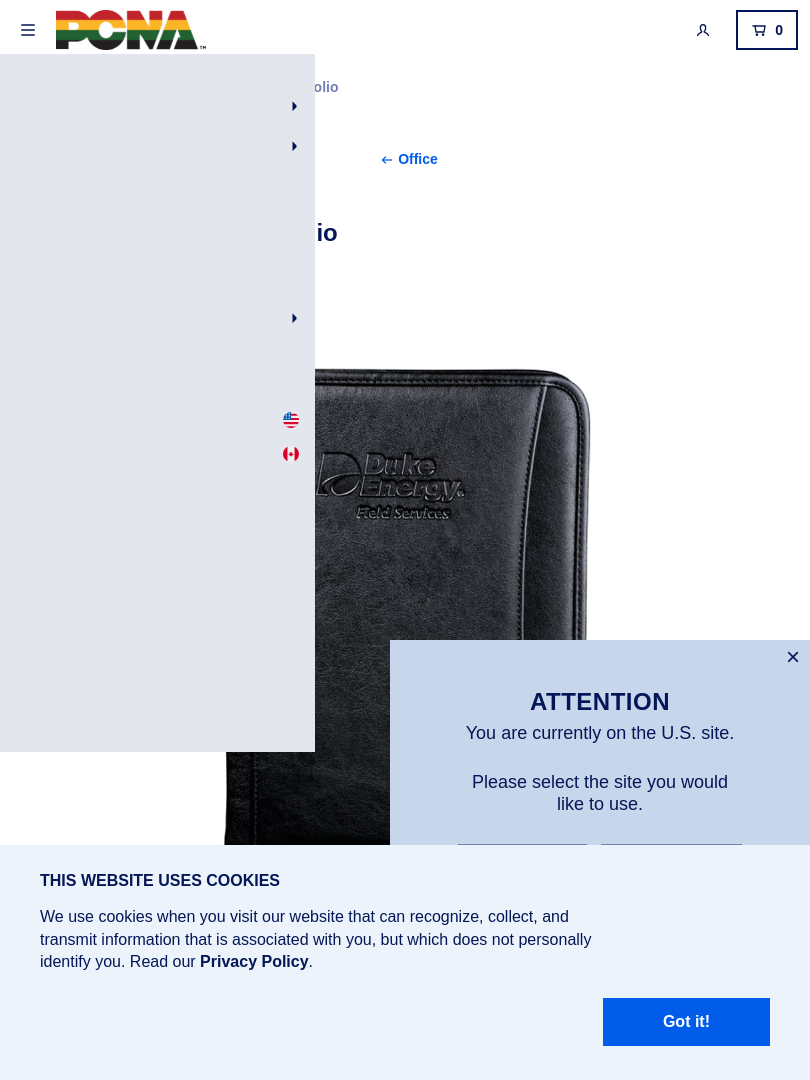 PCNA™
0
olio
← Office
io
Duke
Energy®
Field Services
×
ATTENTION
You are currently on the U.S. site.
Please select the site you would
like to use.
THIS WEBSITE USES COOKIES
We use cookies when you visit our website that can recognize, collect, and
transmit information that is associated with you, but which does not personally
identify you. Read our Privacy Policy.
Got it!